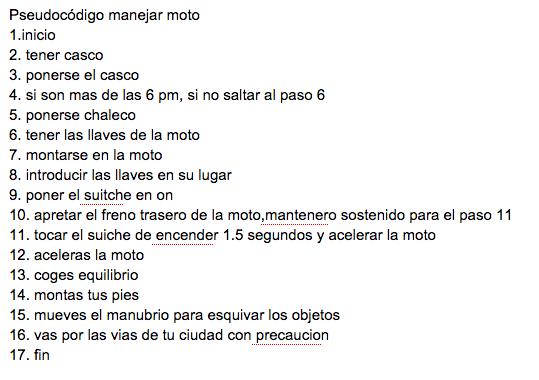 Pseudocódigo manejar moto
1.inicio
2. tener casco
3. ponerse el casco
4. si son mas de las 6 pm, si no saltar al paso 6
5. ponerse chaleco
6. tener las llaves de la moto
7. montarse en la moto
8. introducir las llaves en su lugar
9. poner el suitche en on
10. apretar el freno trasero de la moto,mantenero sostenido para el paso 11
11. tocar el suiche de encender 1.5 segundos y acelerar la moto
12. aceleras la moto
13. coges equilibrio
14. montas tus pies
15. mueves el manubrio para esquivar los objetos
16. vas por las vias de tu ciudad con precaucion
17. fin